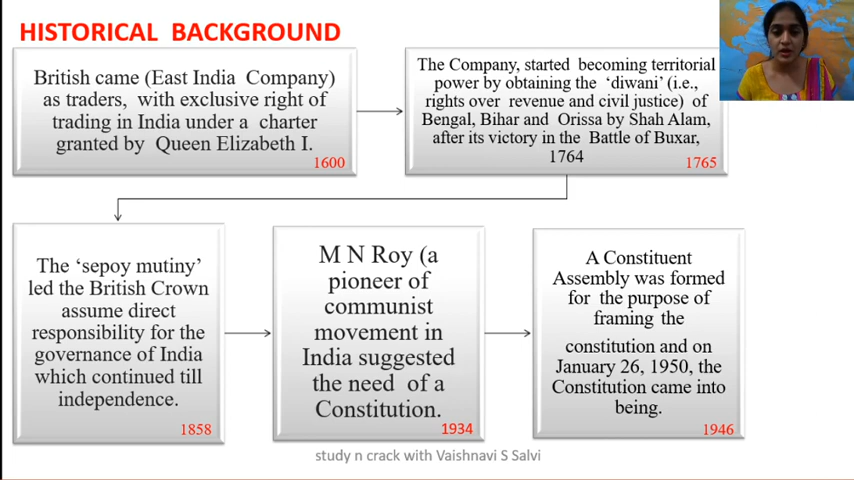 HISTORICAL BACKGROUND
British came (East India Company)
as traders, with exclusive right of
trading in India under a charter
granted by Queen Elizabeth I.
1600
The Company, started becoming territorial
power by obtaining the ‘diwani’ (i.e.,
rights over revenue and civil justice) of
Bengal, Bihar and Orissa by Shah Alam,
after its victory in the Battle of Buxar,
1764
1765
The ‘sepoy mutiny’
led the British Crown
assume direct
responsibility for the
governance of India
which continued till
independence.
1858
M N Roy (a
pioneer of
communist
movement in
India suggested
the need of a
Constitution.
1934
A Constituent
Assembly was formed
for the purpose of
framing the
constitution and on
January 26, 1950, the
Constitution came into
being.
1946
study n crack with Vaishnavi S Salvi